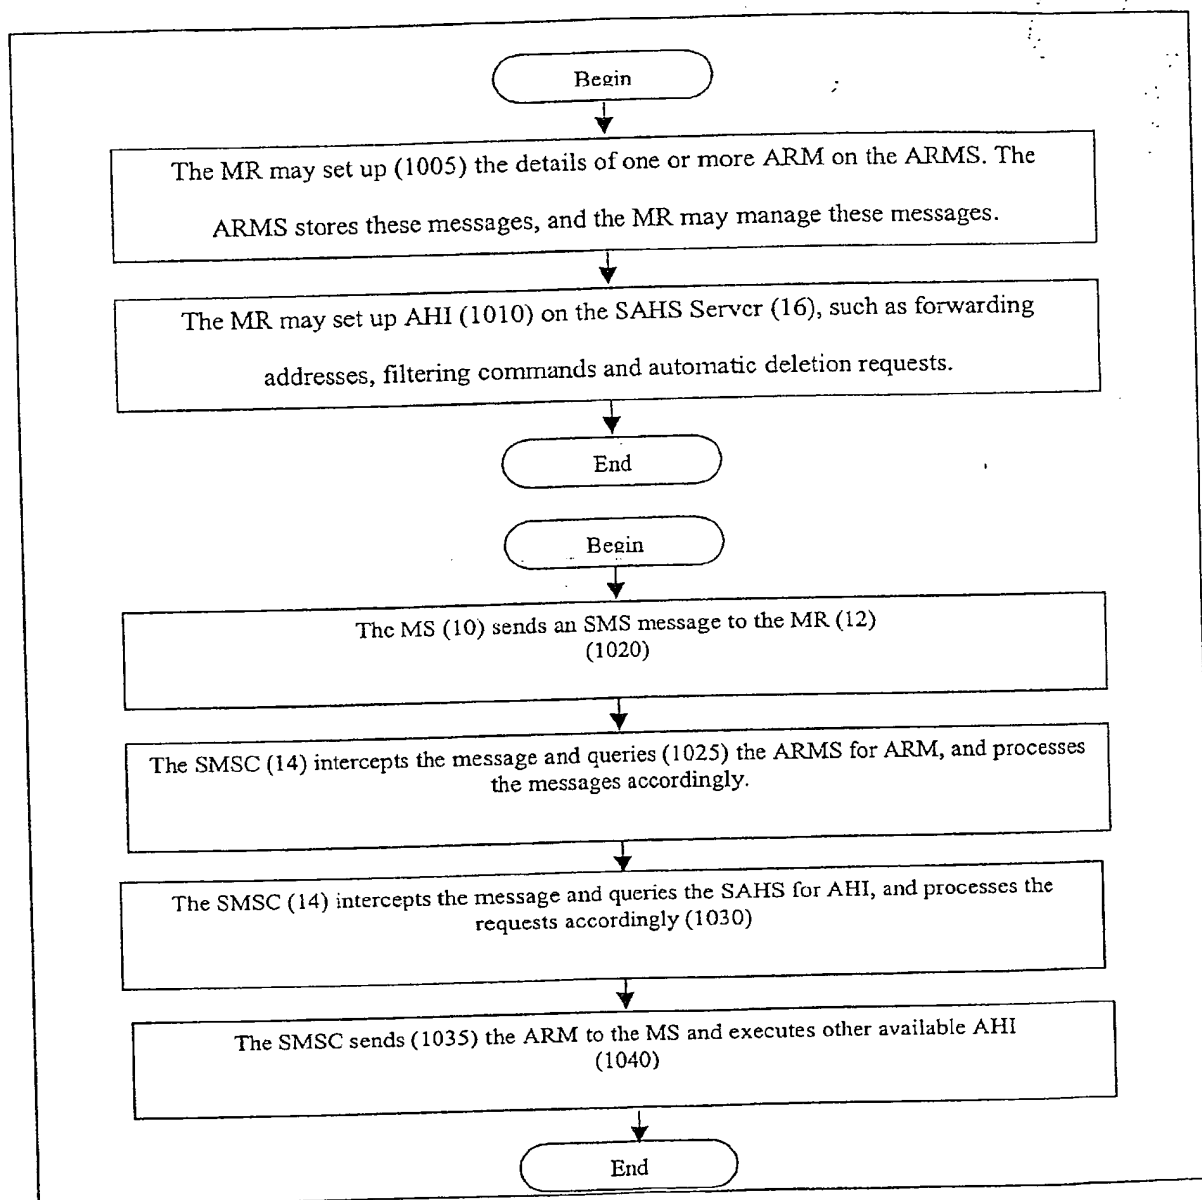 Begin
The MR may set up (1005) the details of one or more ARM on the ARMS. The
ARMS stores these messages, and the MR may manage these messages.
The MR may set up AHI (1010) on the SAHS Server (16), such as forwarding
addresses, filtering commands and automatic deletion requests.
End
Begin
The MS (10) sends an SMS message to the MR (12)
(1020)
The SMSC (14) intercepts the message and queries (1025) the ARMS for ARM, and processes
the messages accordingly.
The SMSC (14) intercepts the message and queries the SAHS for AHI, and processes the
requests accordingly (1030)
The SMSC sends (1035) the ARM to the MS and executes other available AHI
(1040)
End